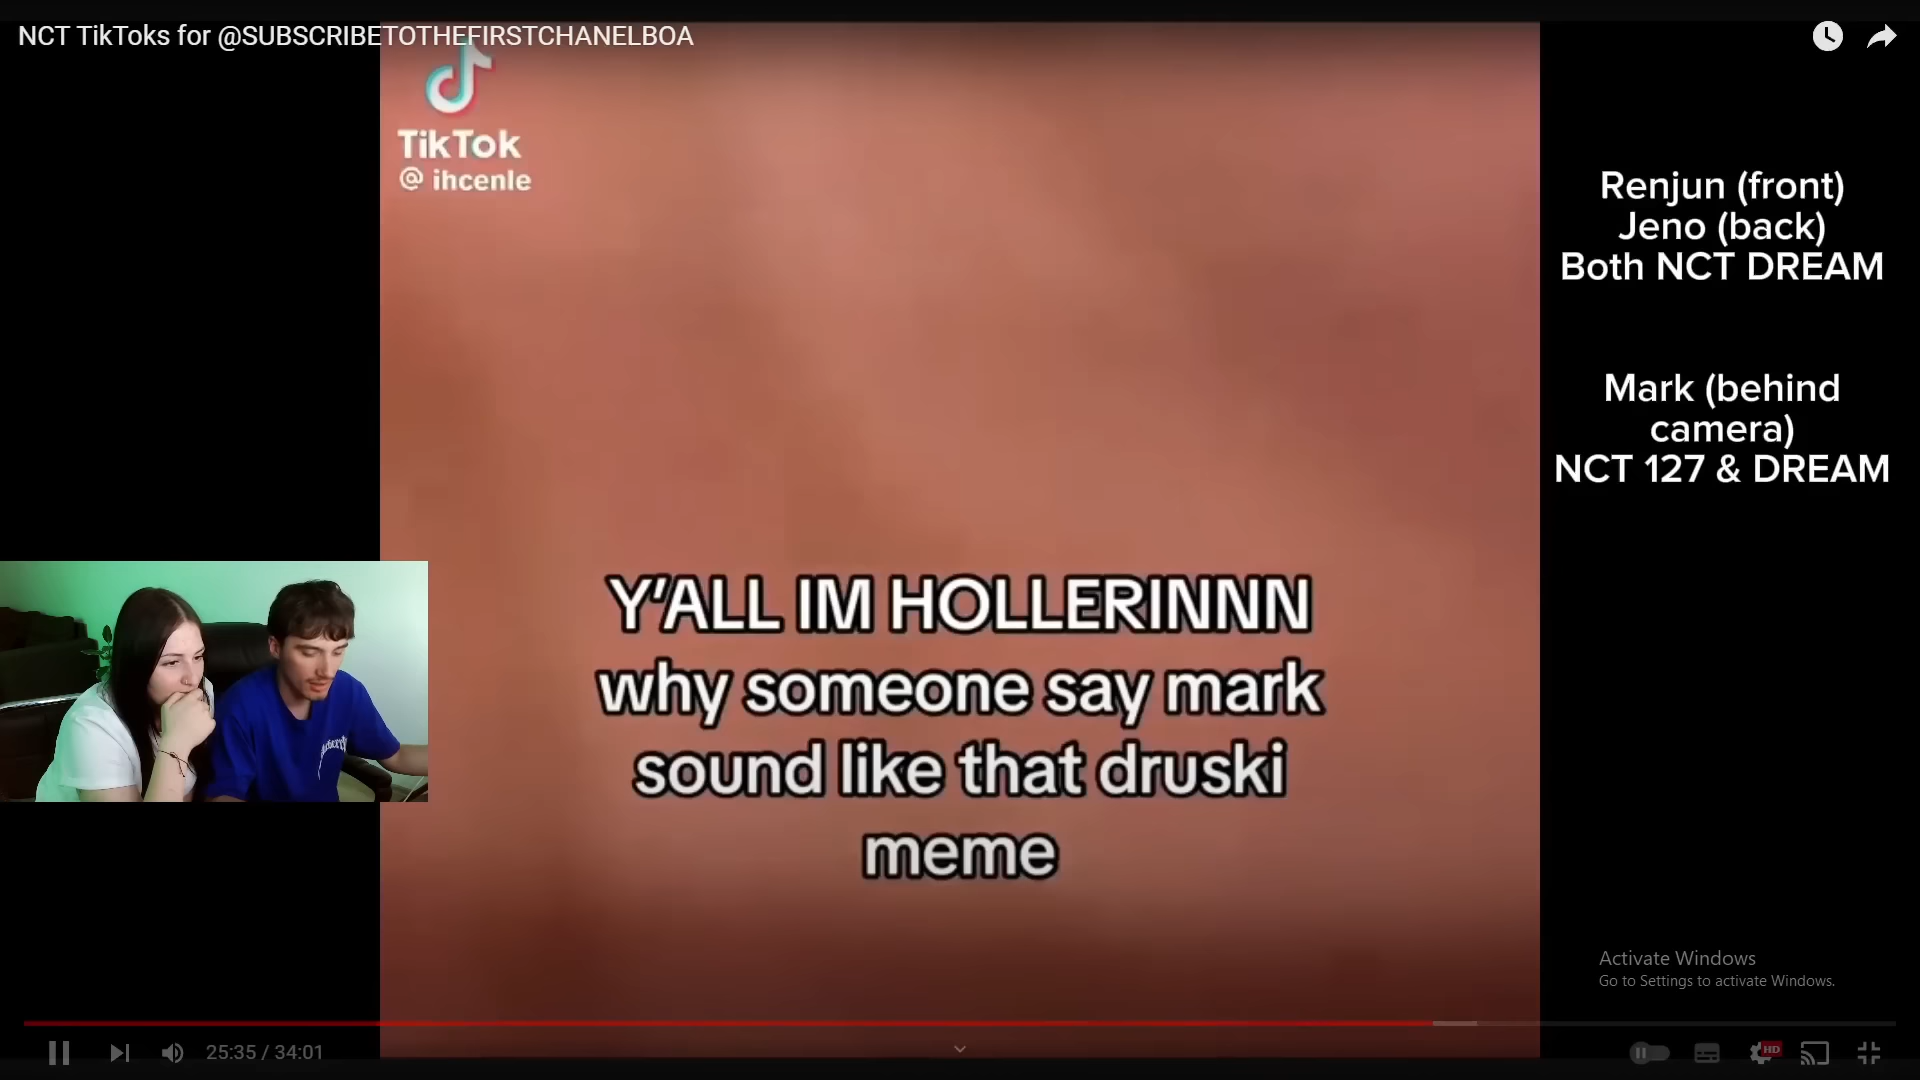 NCT TikToks for @SUBSCRIBETOTHEFIRSTCHANELBOA
TikTok
@ ihcenle
Renjun (front)
Jeno (back)
Both NCT DREAM
Mark (behind
camera)
NCT 127 & DREAM
Y'ALL IM HOLLERINNN
why someone say mark
sound like that druski
meme
Activate Windows
Go to Settings to activate Windows.
25:35 / 34:01
HD